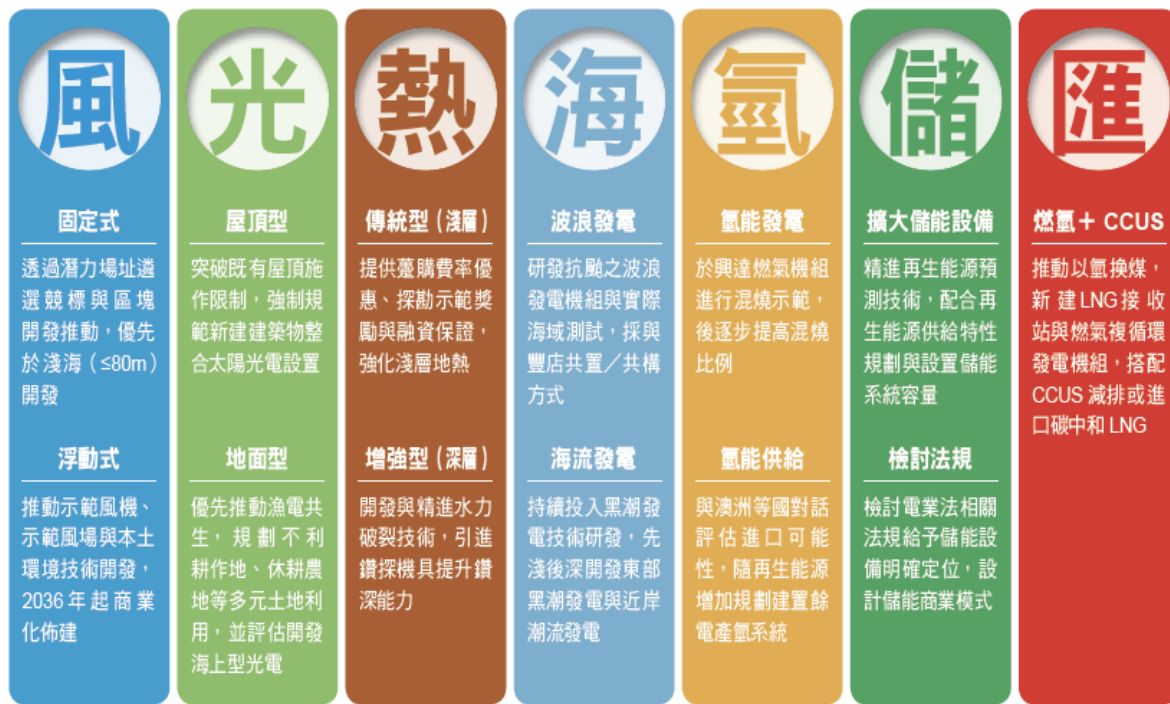 風
固定式
透過潛力場址遴
選競標與區塊
開發推動，優先
於淺海（≤80m）
開發
浮動式
推動示範風機、
示範風場與本土
環境技術開發，
2036年起商業
化佈建
光
屋頂型
突破既有屋頂施
作限制，強制規
範新建建築物整
合太陽光電設置
地面型
優先推動漁電共
生，規劃不利
耕作地、休耕農
地等多元土地利
用，並評估開發
海上型光電
熱
傳統型（淺層）
提供躉購費率優
惠、探勘示範獎
勵與融資保證，
強化淺層地熱
增強型（深層）
開發與精進水力
破裂技術，引進
鑽探機具提升鑽
深能力
海
波浪發電
研發抗颱之波浪
發電機組與實際
海域測試，採與
豐店共置／共構
方式
海流發電
持續投入黑潮發
電技術研發，先
淺後深開發東部
黑潮發電與近岸
潮流發電
氫
氫能發電
於興達燃氣機組
進行混燒示範，
後逐步提高混燒
比例
氫能供給
與澳洲等國對話
評估進口可能
性，隨再生能源
增加規劃建置餘
電產氫系統
儲
擴大儲能設備
精進再生能源預
測技術，配合再
生能源供給特性
規劃與設置儲能
系統容量
檢討法規
檢討電業法相關
法規給予儲能設
備明確定位，設
計儲能商業模式
匯
燃氫＋CCUS
推動以氫換煤，
新建LNG接收
站與燃氣複循環
發電機組，搭配
CCUS減排或進
口碳中和LNG